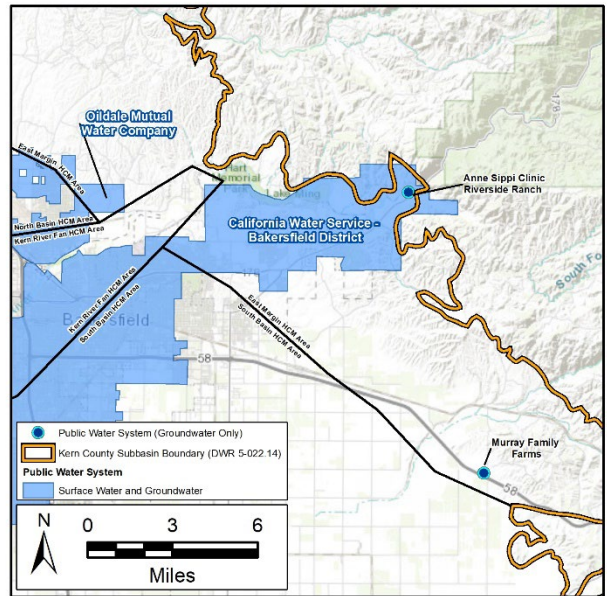 178
Oildale Mutual
Water Company
East Margin HCM Area
Hart
Memorial
Anne Sippi Clinic
Riverside Ranch
California Water Service -
Bakersfield District
North Basin HCM Area
Kern River Fan HCM Area
South Fo
Kern River Fan HCM Area
South Basin HCM Area
East Margin HCM Area
South Basin HCM Area
58
Murray Family
Farms
58
Public Water System (Groundwater Only)
Kern County Subbasin Boundary (DWR 5-022.14)
Public Water System
Surface Water and Groundwater
N
0 3 6
Miles